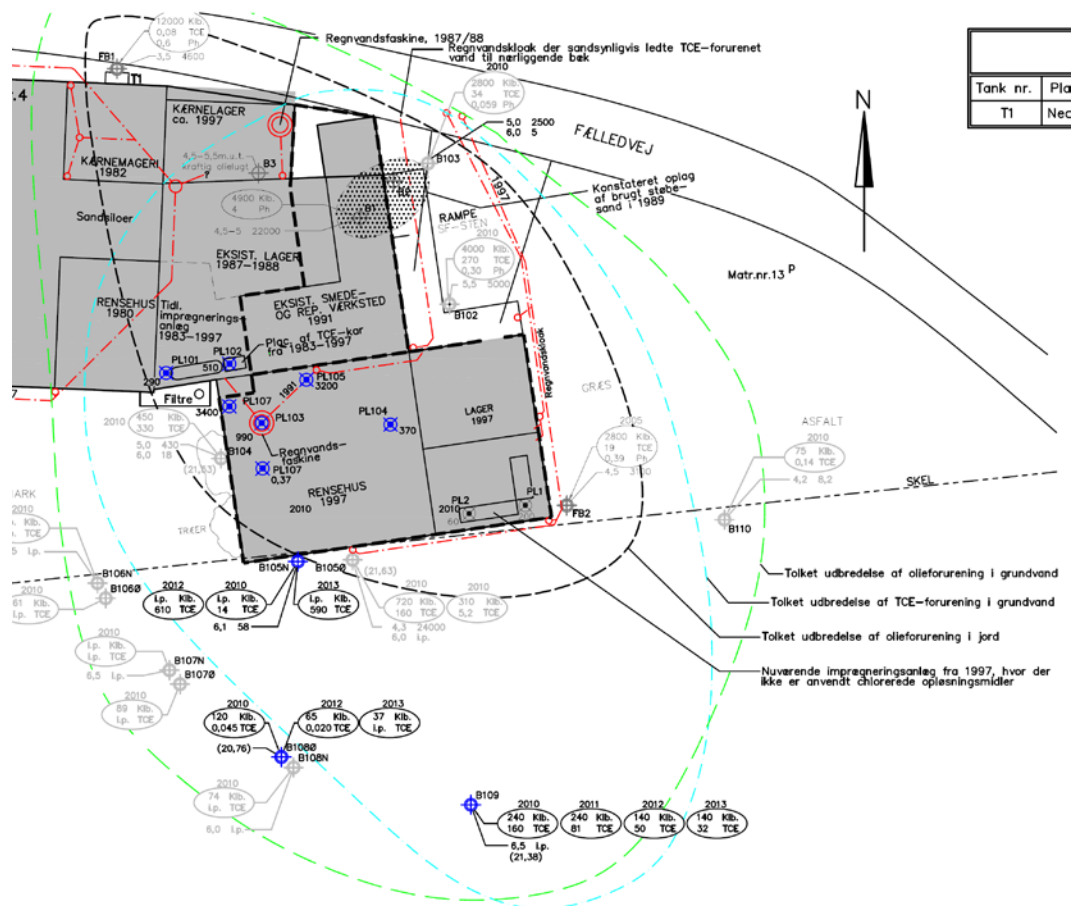 12000 Klb.
0,08 TCE
0,6 Ph
3,5 4600
FB1
T1
Regnvandsfaskine, 1987/88
Regnvandskloak der sandsynligvis ledte TCE-forurenet
vand til nærliggende bæk
2010
2800 Klb.
34 TCE
0,059 Ph
5,0 2500
6,0 5
B103
N
Tank nr.
T1
r.4
KÆRNELAGER
ca. 1997
KÆRNEMAGERI
1982
4,5-5,5m.u.t.
kraftig olielugt
B3
?
FÆLLEDVEJ
1997
Konstateret oplag
af brugt støbe-
sand i 1989
4900 Klb.
4 Ph
4,5-5 22000
B1
RAMPE
SF-STEN
Sandsiloer
EKSIST. LAGER
1987-1988
2010
4000 Klb.
270 TCE
0,30 Ph
5,5 5000
B102
Matr.nr.13 P
RENSEHUS
1980
Tidl.
imprægnerings-
anlæg
1983-1997
EKSIST. SMEDE-
OG REP. VÆRKSTED
1991
Plac. af TCE-kar
fra 1983-1997
PL101
290
510
PL102
PL105
3200
1991
Regnvandskloak
Filtre
PL107
3400
PL103
990
PL104
370
LAGER
1997
GRÆS
ASFALT
2010
450 Klb.
330 TCE
5,0 430
6,0 18
(21,53)
B104
Regnvands-
faskine
PL107
0,37
2005
2800 Klb.
19 TCE
0,39 Ph
4,5 3100
FB2
2010
75 Klb.
0,14 TCE
4,2 8,2
B110
SKEL
RENSEHUS
1997
2010
PL2
2010
60
PL1
TRÆER
2010
Klb.
TCE
i.p.
B106N
B106Ø
2010
61 Klb.
i.p. TCE
B105N
B105Ø
(21,63)
2012
i.p. Klb.
610 TCE
2010
i.p. Klb.
14 TCE
6,1 58
2013
i.p. Klb.
590 TCE
2010
720 Klb.
160 TCE
4,3 24000
6,0 i.p.
2010
310 Klb.
5,2 TCE
Tolket udbredelse af olieforurening i grundvand
Tolket udbredelse af TCE-forurening i grundvand
Tolket udbredelse af olieforurening i jord
Nuværende imprægneringsanlæg fra 1997, hvor der
ikke er anvendt chlorerede opløsningsmidler
2010
i.p. Klb.
i.p. TCE
6,5 i.p.
B107N
B107Ø
2010
89 Klb.
i.p. TCE
2010
120 Klb.
0,045 TCE
2012
65 Klb.
0,020 TCE
2013
37 Klb.
i.p. TCE
(20,76)
B108Ø
B108N
2010
74 Klb.
i.p. TCE
6,0 i.p.
B109
2010
240 Klb.
160 TCE
2011
240 Klb.
81 TCE
2012
140 Klb.
50 TCE
2013
140 Klb.
32 TCE
6,5 i.p.
(21,38)